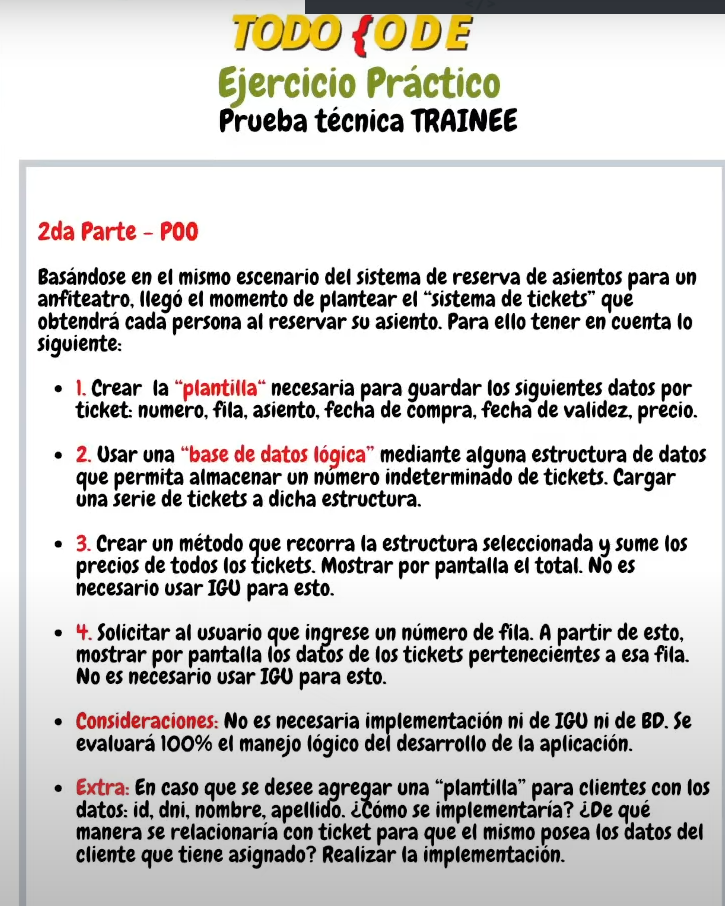 TODO {ODE
Ejercicio Práctico
Prueba técnica TRAINEE
2da Parte - POO
Basándose en el mismo escenario del sistema de reserva de asientos para un
anfiteatro, llegó el momento de plantear el “sistema de tickets” que
obtendrá cada persona al reservar su asiento. Para ello tener en cuenta lo
siguiente:
• 1. Crear la “plantilla“ necesaria para guardar los siguientes datos por
ticket: numero, fila, asiento, fecha de compra, fecha de validez, precio.
• 2. Usar una “base de datos lógica” mediante alguna estructura de datos
que permita almacenar un número indeterminado de tickets. Cargar
una serie de tickets a dicha estructura.
• 3. Crear un método que recorra la estructura seleccionada y sume los
precios de todos los tickets. Mostrar por pantalla el total. No es
necesario usar IGU para esto.
• 4. Solicitar al usuario que ingrese un número de fila. A partir de esto,
mostrar por pantalla los datos de los tickets pertenecientes a esa fila.
No es necesario usar IGU para esto.
• Consideraciones: No es necesaria implementación ni de IGU ni de BD. Se
evaluará 100% el manejo lógico del desarrollo de la aplicación.
• Extra: En caso que se desee agregar una “plantilla” para clientes con los
datos: id, dni, nombre, apellido. ¿Cómo se implementaría? ¿De qué
manera se relacionaría con ticket para que el mismo posea los datos del
cliente que tiene asignado? Realizar la implementación.